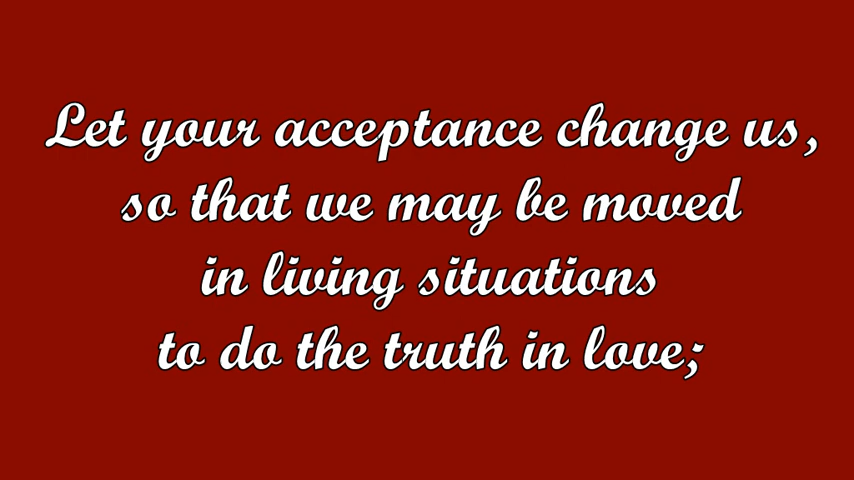 Let your acceptance change us,
so that we may be moved
in living situations
to do the truth in love;